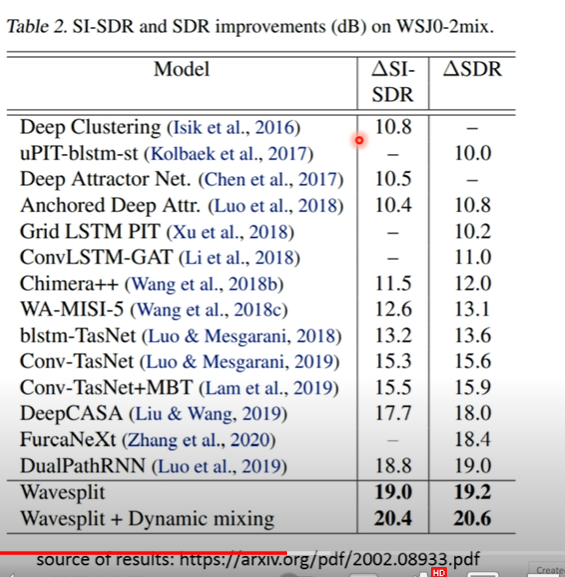 Table 2. SI-SDR and SDR improvements (dB) on WSJ0-2mix.
Model ΔSI-SDR ΔSDR
Deep Clustering (Isik et al., 2016) 10.8 –
uPIT-blstm-st (Kolbaek et al., 2017) – 10.0
Deep Attractor Net. (Chen et al., 2017) 10.5 –
Anchored Deep Attr. (Luo et al., 2018) 10.4 10.8
Grid LSTM PIT (Xu et al., 2018) – 10.2
ConvLSTM-GAT (Li et al., 2018) – 11.0
Chimera++ (Wang et al., 2018b) 11.5 12.0
WA-MISI-5 (Wang et al., 2018c) 12.6 13.1
blstm-TasNet (Luo & Mesgarani, 2018) 13.2 13.6
Conv-TasNet (Luo & Mesgarani, 2019) 15.3 15.6
Conv-TasNet+MBT (Lam et al., 2019) 15.5 15.9
DeepCASA (Liu & Wang, 2019) 17.7 18.0
FurcaNeXt (Zhang et al., 2020) – 18.4
DualPathRNN (Luo et al., 2019) 18.8 19.0
Wavesplit 19.0 19.2
Wavesplit + Dynamic mixing 20.4 20.6
source of results: https://arxiv.org/pdf/2002.08933.pdf
HD
Create